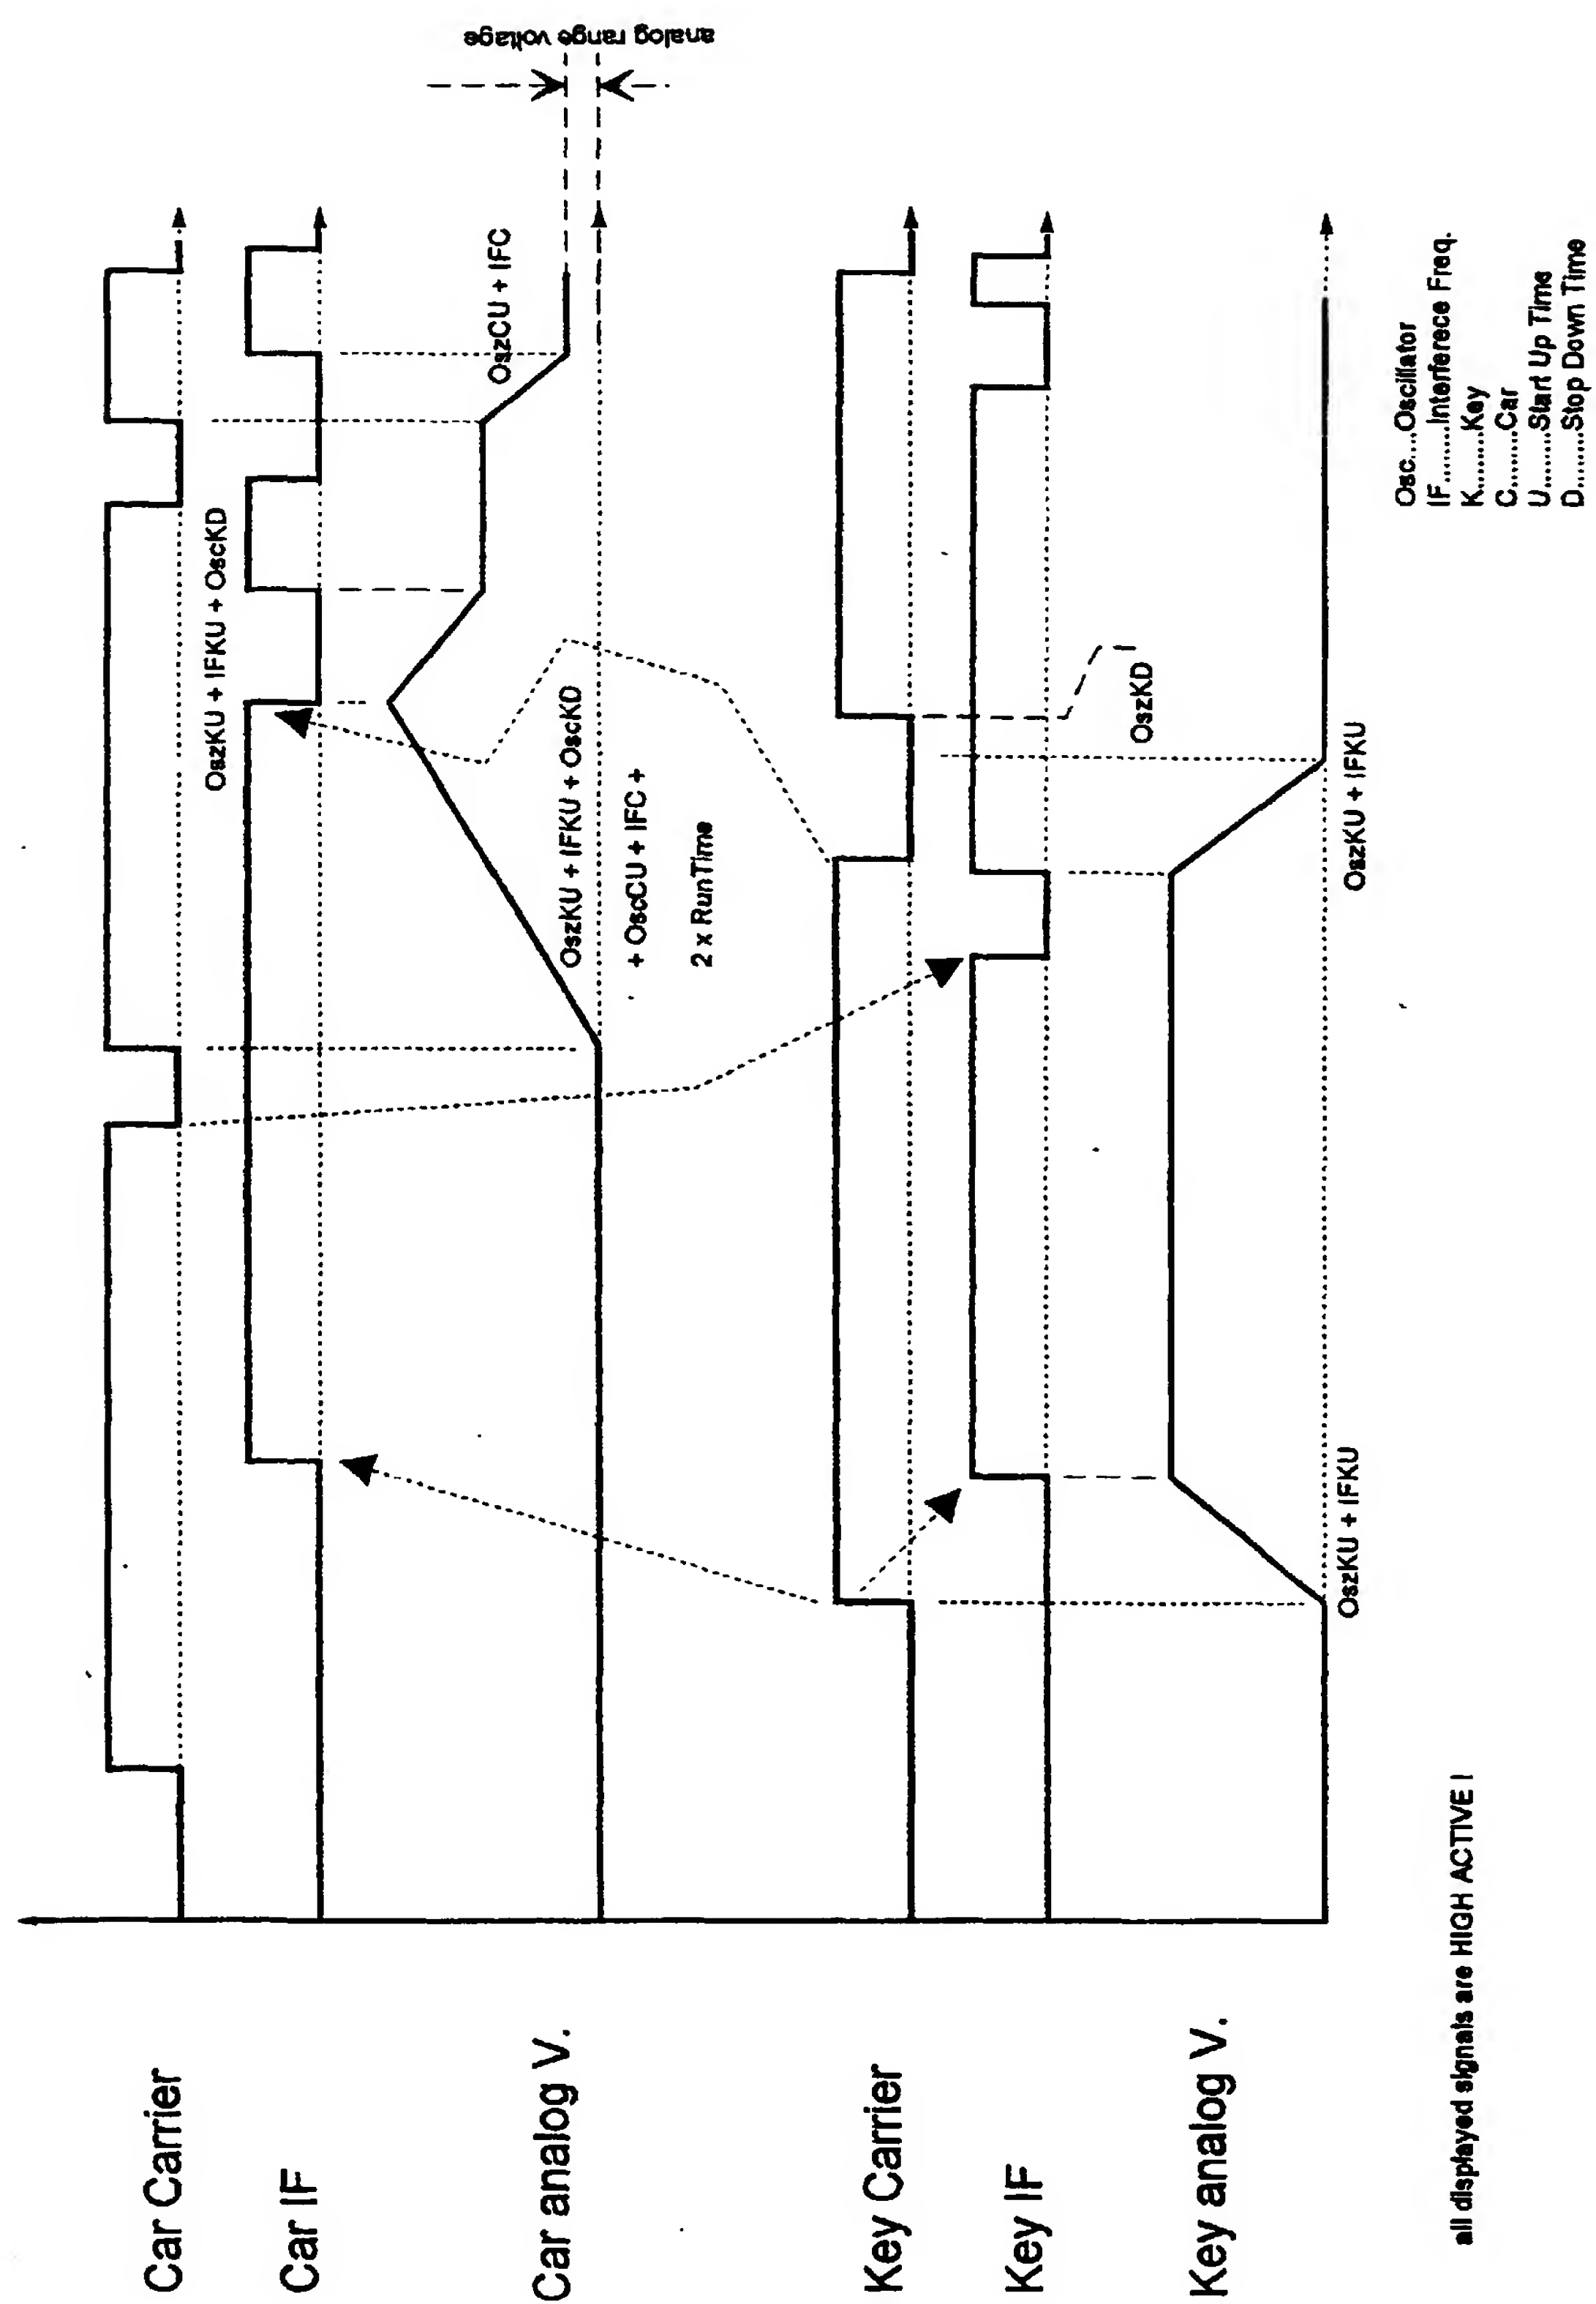 analog range voltage
Car Carrier
OszKU + IFKU + OscKD
Car IF
OszCU + IFC
Car analog V.
OszKU + IFKU + OscKD
+ OscCU + IFC +
2 x RunTime
Key Carrier
Key IF
OszKD
Key analog V.
OszKU + IFKU
OszKU + IFKU
all displayed signals are HIGH ACTIVE !
Osc....Oscillator
IF........Interferece Freq.
K........Key
C........Car
U........Start Up Time
D........Stop Down Time